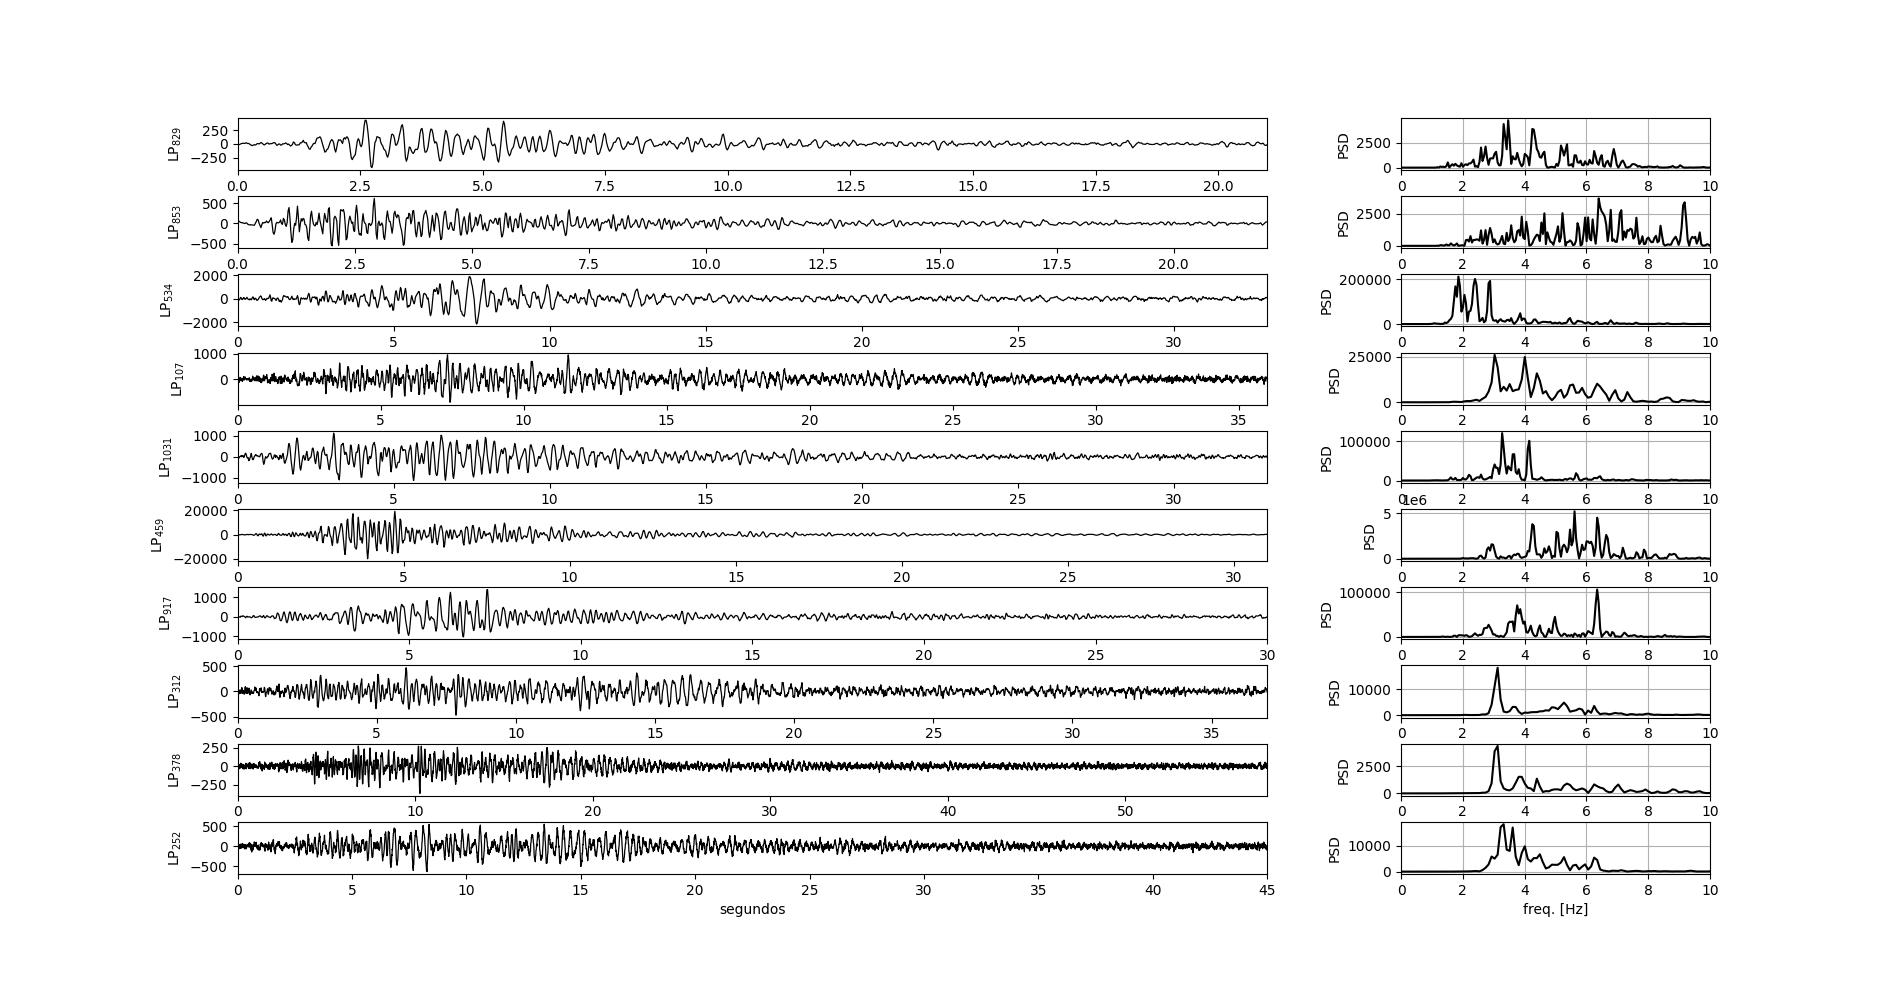 LP829 250 0 −250 0.0 2.5 5.0 7.5 10.0 12.5 15.0 17.5 20.0 PSD 2500 0 0 2 4 6 8 10
LP853 500 0 −500 0.0 2.5 5.0 7.5 10.0 12.5 15.0 17.5 20.0 PSD 2500 0 0 2 4 6 8 10
LP534 2000 0 −2000 0 5 10 15 20 25 30 PSD 200000 0 0 2 4 6 8 10
LP107 1000 0 0 5 10 15 20 25 30 35 PSD 25000 0 0 2 4 6 8 10
LP1031 1000 0 −1000 0 5 10 15 20 25 30 PSD 100000 0 0 2 4 6 8 10
LP459 20000 0 −20000 0 5 10 15 20 25 30 1e6 PSD 5 0 0 2 4 6 8 10
LP917 1000 0 −1000 0 5 10 15 20 25 30 PSD 100000 0 0 2 4 6 8 10
LP312 500 0 −500 0 5 10 15 20 25 30 35 PSD 10000 0 0 2 4 6 8 10
LP378 250 0 −250 0 10 20 30 40 50 PSD 2500 0 0 2 4 6 8 10
LP252 500 0 −500 0 5 10 15 20 25 30 35 40 45 PSD 10000 0 0 2 4 6 8 10
segundos freq. [Hz]